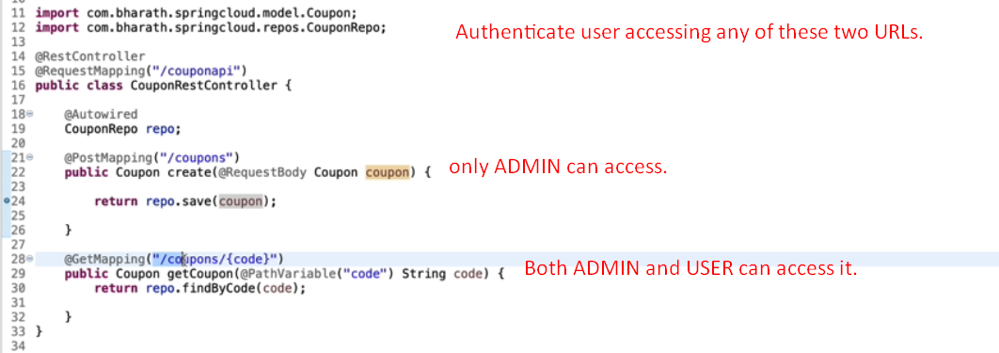 11 import com.bharath.springcloud.model.Coupon;
12 import com.bharath.springcloud.repos.CouponRepo;
Authenticate user accessing any of these two URLs.
13
14 @RestController
15 @RequestMapping("/couponapi")
16 public class CouponRestController {
17
18 @Autowired
19 CouponRepo repo;
20
21 @PostMapping("/coupons")
22 public Coupon create(@RequestBody Coupon coupon) {
only ADMIN can access.
23
24 return repo.save(coupon);
25
26 }
27
28 @GetMapping("/coupons/{code}")
29 public Coupon getCoupon(@PathVariable("code") String code) {
Both ADMIN and USER can access it.
30 return repo.findByCode(code);
31
32 }
33 }
34